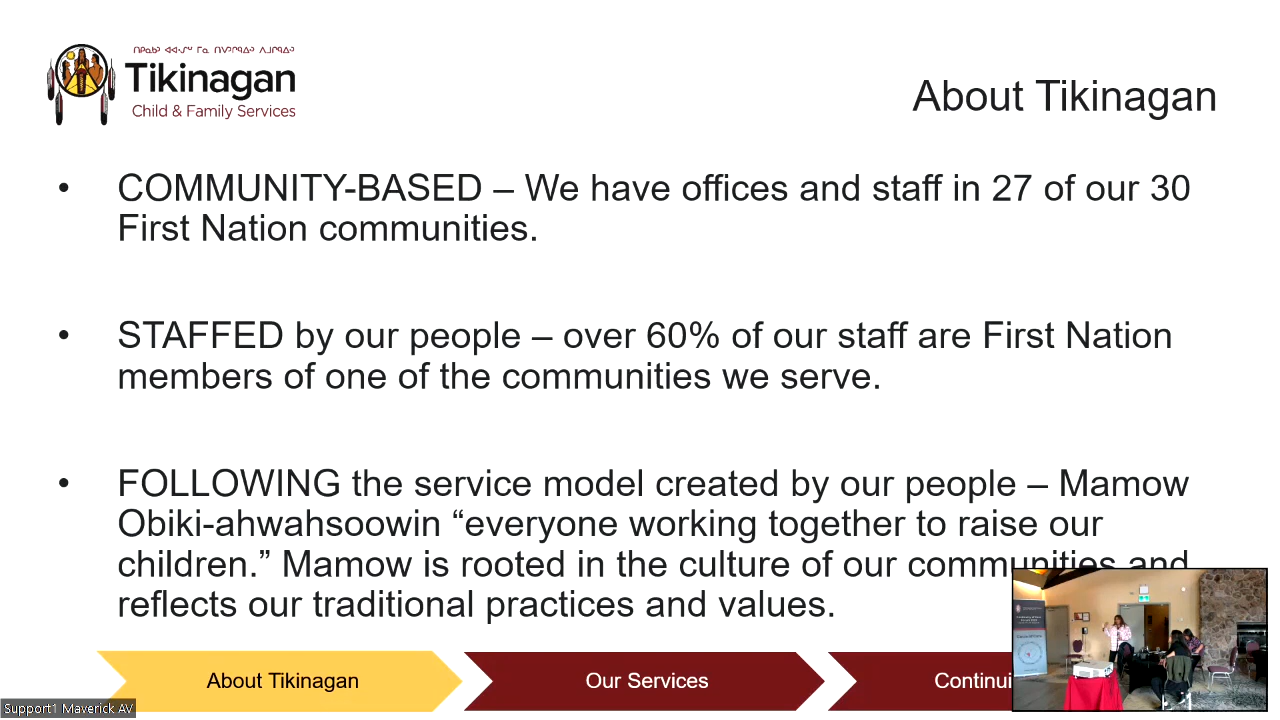 Tikinagan
Child & Family Services
About Tikinagan
• COMMUNITY-BASED – We have offices and staff in 27 of our 30
First Nation communities.
• STAFFED by our people – over 60% of our staff are First Nation
members of one of the communities we serve.
• FOLLOWING the service model created by our people – Mamow
Obiki-ahwahsoowin “everyone working together to raise our
children.” Mamow is rooted in the culture of our communities and
reflects our traditional practices and values.
About Tikinagan
Our Services
Continui
Support1 Maverick AV